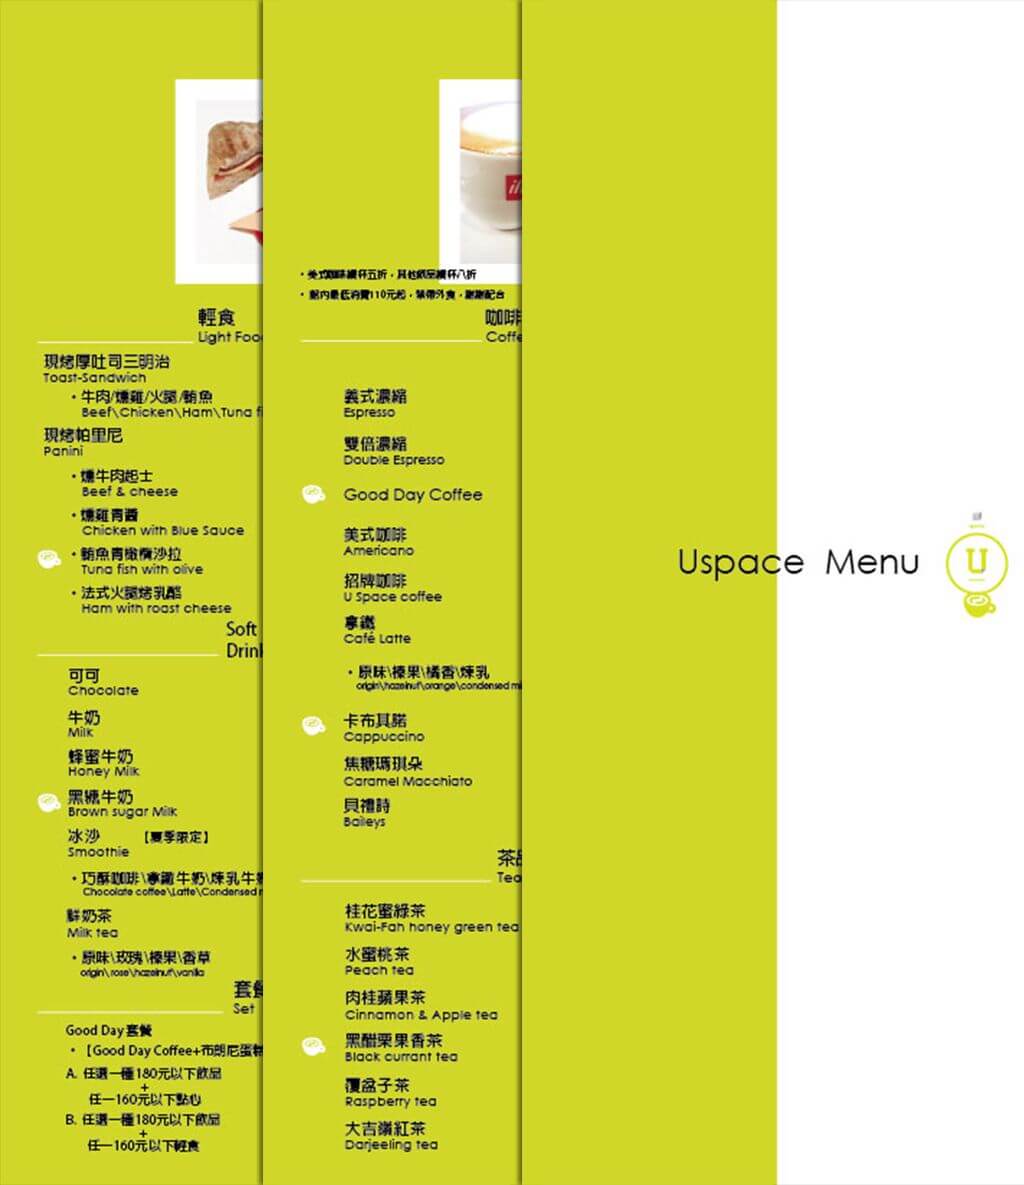 輕食
Light Foo
現烤厚吐司三明治
Toast-Sandwich
・牛肉/燻雞/火腿/鮪魚
Beef\Chicken\Ham\Tuna fi
現烤帕里尼
Panini
・燻牛肉起士
Beef & cheese
・燻雞青醬
Chicken with Blue Sauce
・鮪魚青橄欖沙拉
Tuna fish with olive
・法式火腿烤乳酪
Ham with roast cheese
Soft
Drink
可可
Chocolate
牛奶
Milk
蜂蜜牛奶
Honey Milk
黑糖牛奶
Brown sugar Milk
冰沙 【夏季限定】
Smoothie
・巧酥咖啡\拿鐵牛奶\煉乳牛奶
Chocolate coffee\Latte\Condensed
鮮奶茶
Milk tea
・原味\玫瑰\榛果\香草
origin\rose\hazelnut\vanilla
套餐
Set
Good Day 套餐
・【Good Day Coffee+布朗尼蛋糕
A. 任選一種180元以下飲品
+
任一160元以下點心
B. 任選一種180元以下飲品
+
任一160元以下輕食
・美式咖啡續杯五折，其他飲品續杯八折
・館內最低消費110元起，禁帶外食，謝謝配合
咖啡
Coffe
義式濃縮
Espresso
雙倍濃縮
Double Espresso
Good Day Coffee
美式咖啡
Americano
招牌咖啡
U Space coffee
拿鐵
Café Latte
・原味\榛果\橘香\煉乳
origin\hazelnut\orange\condensed mi
卡布其諾
Cappuccino
焦糖瑪琪朵
Caramel Macchiato
貝禮詩
Baileys
茶品
Tea
桂花蜜綠茶
Kwai-Fah honey green tea
水蜜桃茶
Peach tea
肉桂蘋果茶
Cinnamon & Apple tea
黑醋栗果香茶
Black currant tea
覆盆子茶
Raspberry tea
大吉嶺紅茶
Darjeeling tea
Uspace Menu
U